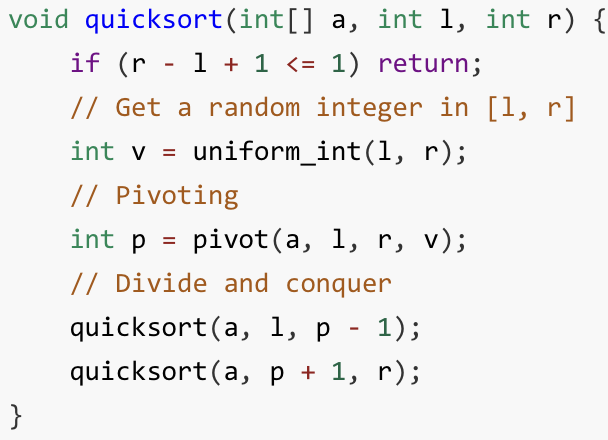 void quicksort(int[] a, int l, int r) {
    if (r - l + 1 <= 1) return;
    // Get a random integer in [l, r]
    int v = uniform_int(l, r);
    // Pivoting
    int p = pivot(a, l, r, v);
    // Divide and conquer
    quicksort(a, l, p - 1);
    quicksort(a, p + 1, r);
}